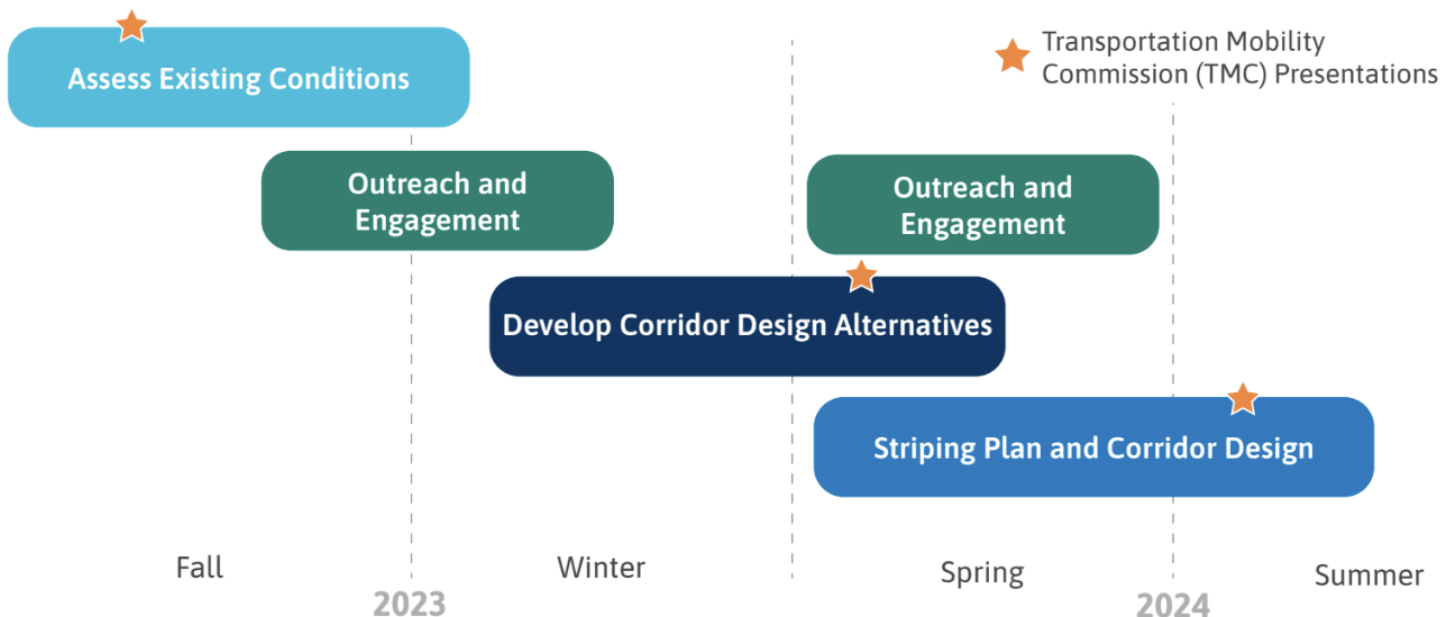 Transportation Mobility
Commission (TMC) Presentations
Assess Existing Conditions
Outreach and
Engagement
Outreach and
Engagement
Develop Corridor Design Alternatives
Striping Plan and Corridor Design
Fall
Winter
Spring
Summer
2023
2024